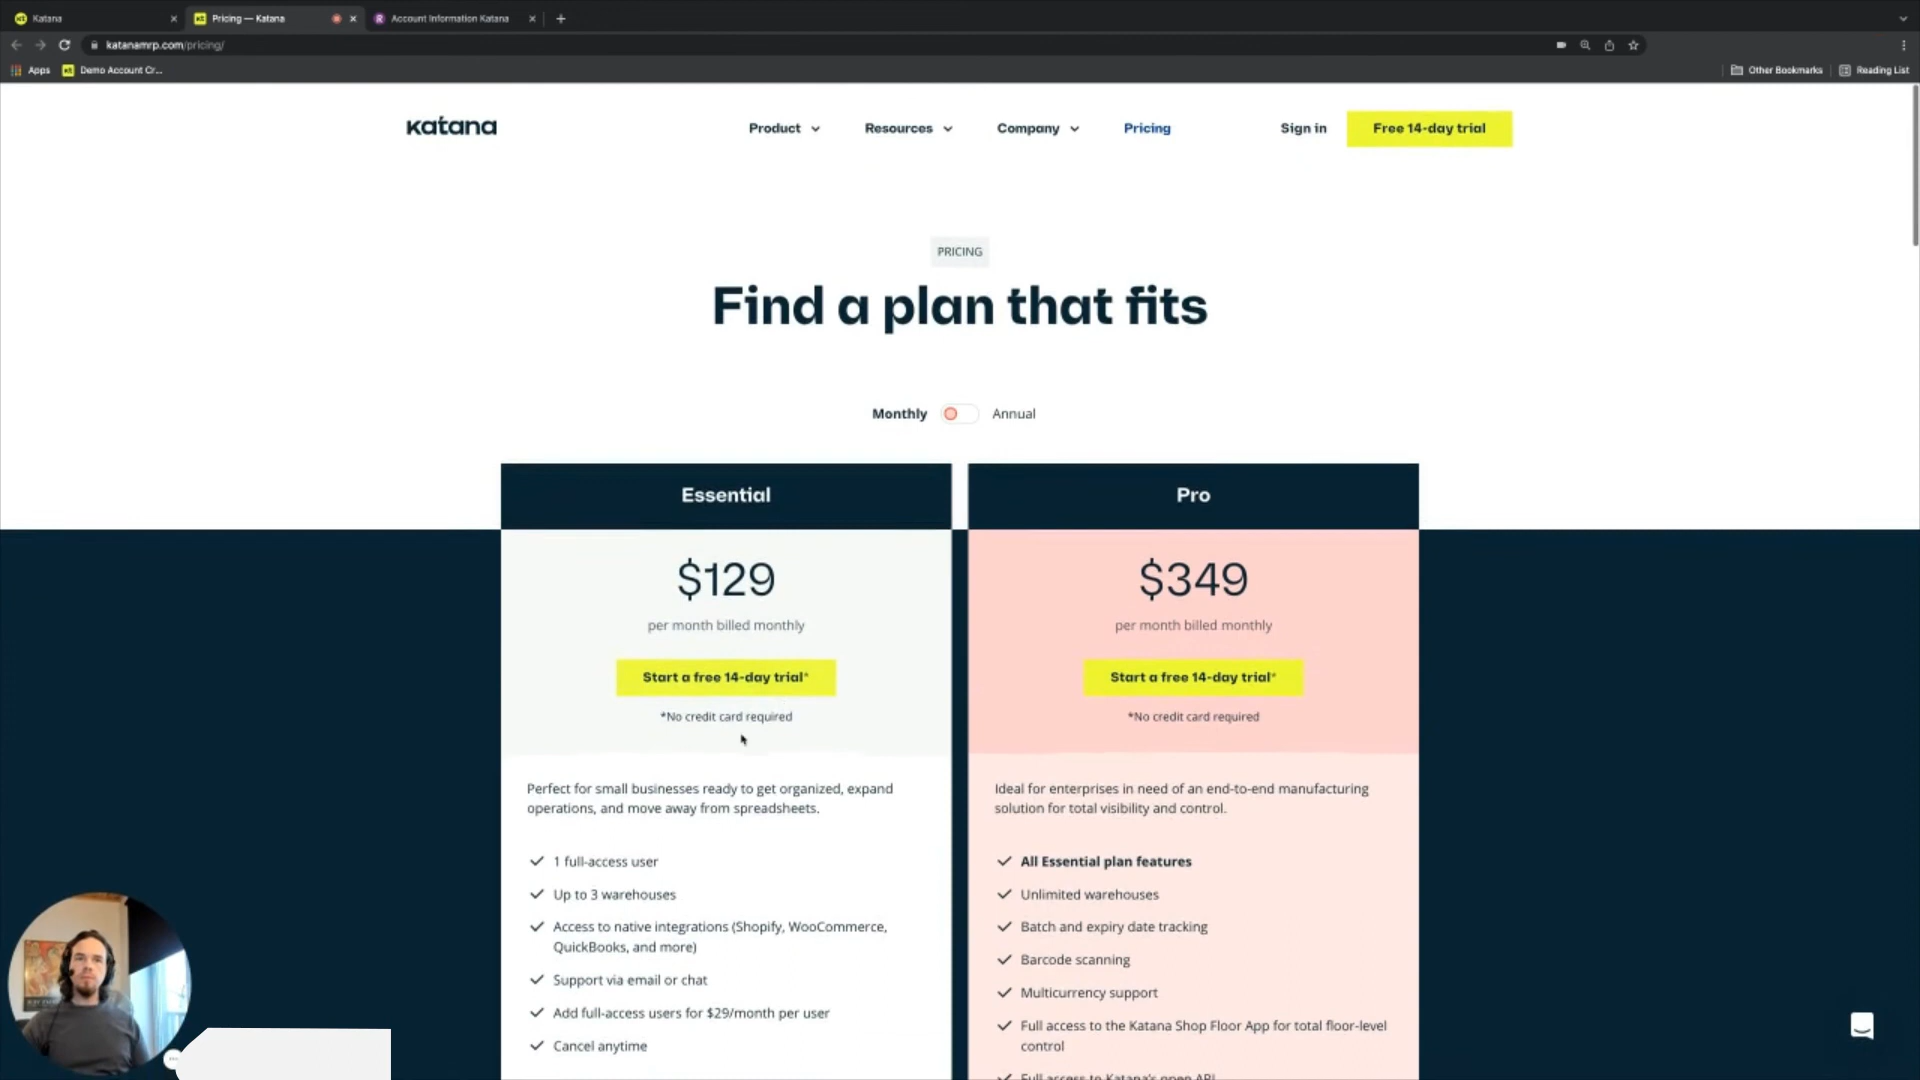 Katana
Pricing — Katana
Account Information Katana
katanamrp.com/pricing/
Apps
Demo Account Cr...
Other Bookmarks
Reading List
katana
Product
Resources
Company
Pricing
Sign in
Free 14-day trial
PRICING
Find a plan that fits
Monthly
Annual
Essential
$129
per month billed monthly
Start a free 14-day trial*
*No credit card required
Perfect for small businesses ready to get organized, expand
operations, and move away from spreadsheets.
1 full-access user
Up to 3 warehouses
Access to native integrations (Shopify, WooCommerce,
QuickBooks, and more)
Support via email or chat
Add full-access users for $29/month per user
Cancel anytime
Pro
$349
per month billed monthly
Start a free 14-day trial*
*No credit card required
Ideal for enterprises in need of an end-to-end manufacturing
solution for total visibility and control.
All Essential plan features
Unlimited warehouses
Batch and expiry date tracking
Barcode scanning
Multicurrency support
Full access to the Katana Shop Floor App for total floor-level
control
Full access to Katana's open API